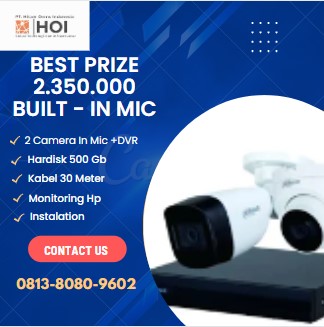 HOI
BEST PRIZE
2.350.000
BUILT - IN MIC
2 Camera In Mic +DVR
Hardisk 500 Gb
Kabel 30 Meter
Monitoring Hp
Instalation
CONTACT US
0813-8080-9602